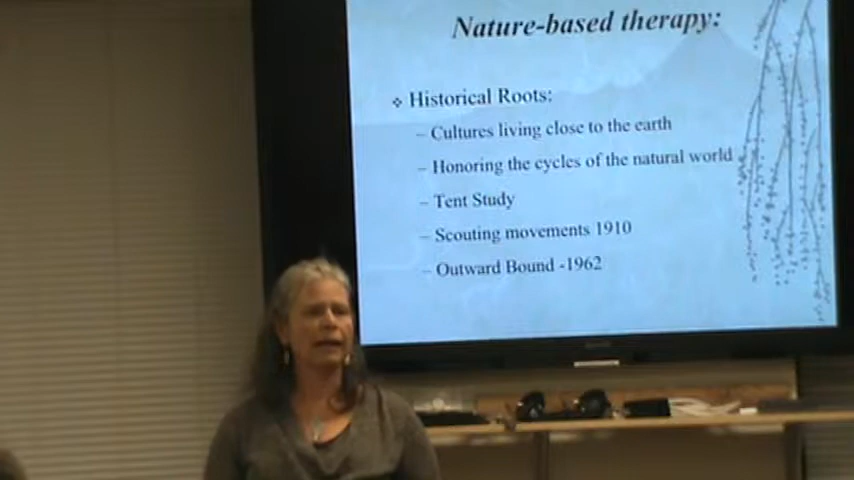 Nature-based therapy:
❖ Historical Roots:
– Cultures living close to the earth
– Honoring the cycles of the natural world
– Tent Study
– Scouting movements 1910
– Outward Bound -1962